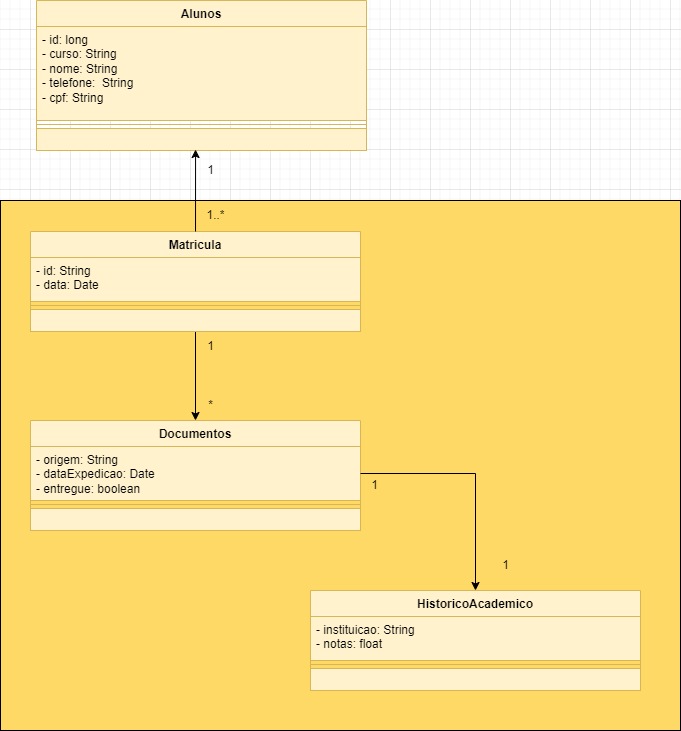 Alunos
- id: long
- curso: String
- nome: String
- telefone: String
- cpf: String
1
1..*
Matricula
- id: String
- data: Date
1
*
Documentos
- origem: String
- dataExpedicao: Date
- entregue: boolean
1
1
HistoricoAcademico
- instituicao: String
- notas: float